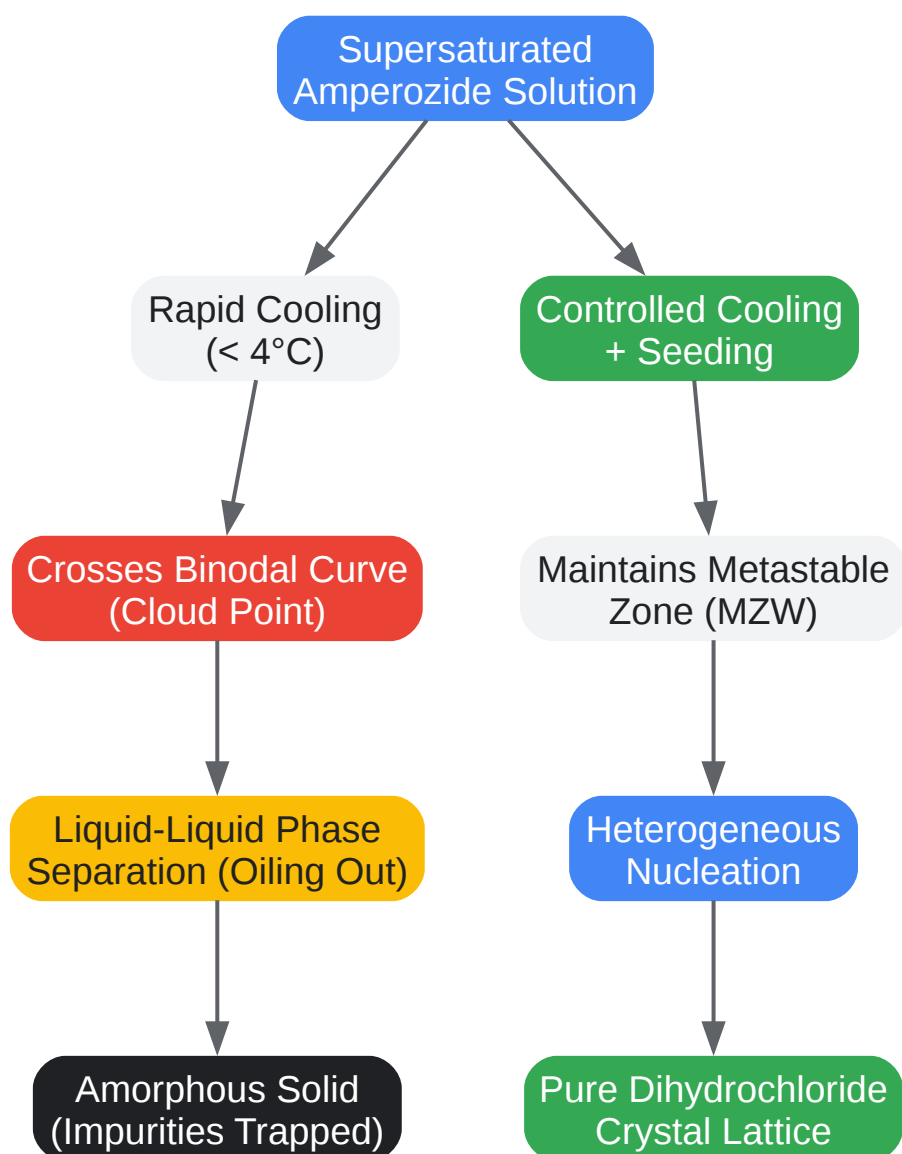 Supersaturated
Amperozide Solution
Rapid Cooling
(< 4°C)
Controlled Cooling
+ Seeding
Crosses Binodal Curve
(Cloud Point)
Maintains Metastable
Zone (MZW)
Liquid-Liquid Phase
Separation (Oiling Out)
Heterogeneous
Nucleation
Amorphous Solid
(Impurities Trapped)
Pure Dihydrochloride
Crystal Lattice